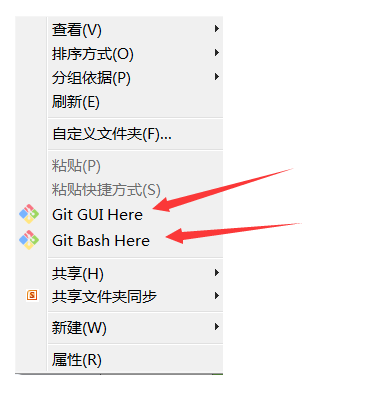 查看(V)
排序方式(O)
分组依据(P)
刷新(E)
自定义文件夹(F)...
粘贴(P)
粘贴快捷方式(S)
Git GUI Here
Git Bash Here
共享(H)
共享文件夹同步
新建(W)
属性(R)